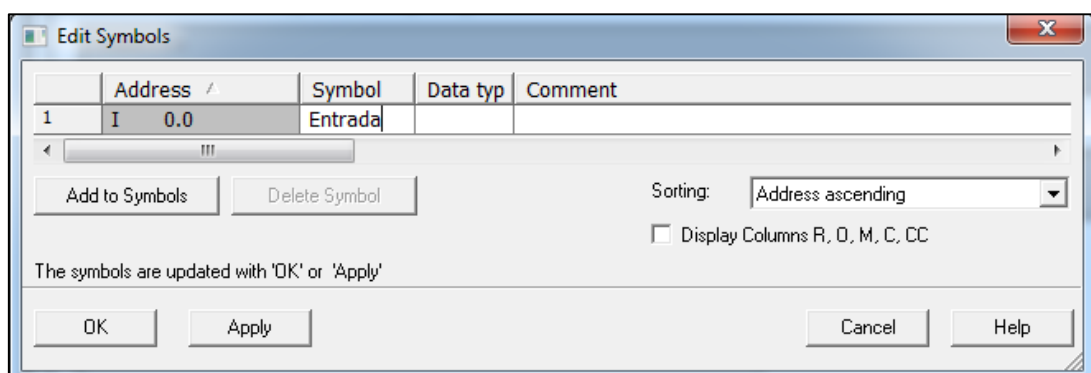 Edit Symbols
Address Symbol Data typ Comment
1 I 0.0 Entrada
Add to Symbols Delete Symbol Sorting: Address ascending
Display Columns R, O, M, C, CC
The symbols are updated with 'OK' or 'Apply'
OK Apply Cancel Help